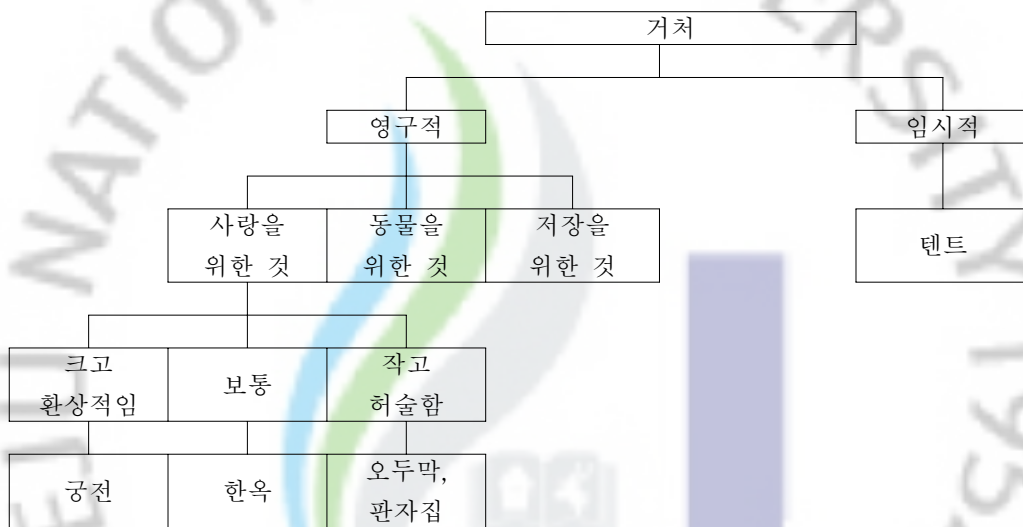 거처
영구적
임시적
사랑을
위한 것
동물을
위한 것
저장을
위한 것
텐트
크고
환상적임
보통
작고
허술함
궁전
한옥
오두막,
판자집